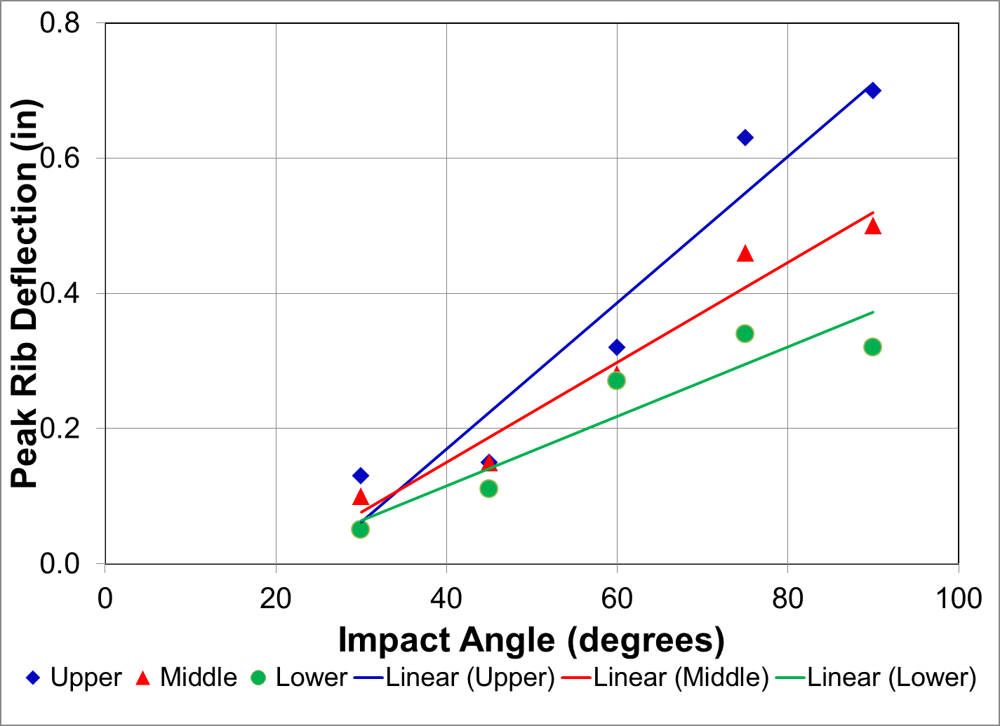 Peak Rib Deflection (in)
0.8
0.6
0.4
0.2
0.0
0 20 40 60 80 100
Impact Angle (degrees)
Upper Middle Lower Linear (Upper) Linear (Middle) Linear (Lower)